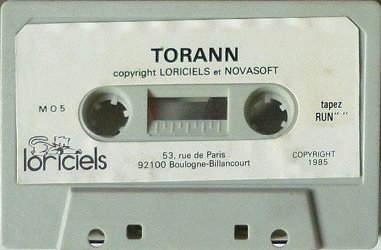 TORANN
copyright LORICIELS et NOVASOFT
MO5
tapez
RUN" "
loriciels
53, rue de Paris
92100 Boulogne-Billancourt
COPYRIGHT
1985